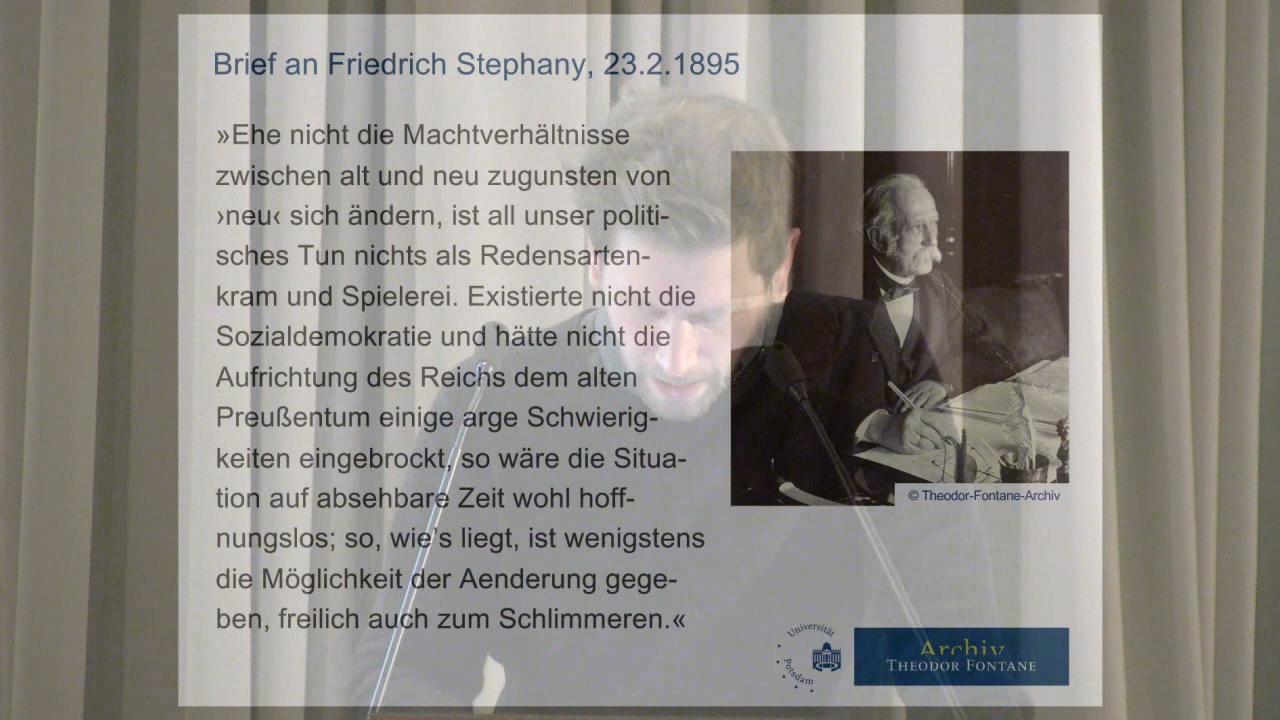 Brief an Friedrich Stephany, 23.2.1895
»Ehe nicht die Machtverhältnisse
zwischen alt und neu zugunsten von
›neu‹ sich ändern, ist all unser politi-
sches Tun nichts als Redensarten-
kram und Spielerei. Existierte nicht die
Sozialdemokratie und hätte nicht die
Aufrichtung des Reichs dem alten
Preußentum einige arge Schwierig-
keiten eingebrockt, so wäre die Situa-
tion auf absehbare Zeit wohl hoff-
nungslos; so, wie's liegt, ist wenigstens
die Möglichkeit der Aenderung gege-
ben, freilich auch zum Schlimmeren.«
© Theodor-Fontane-Archiv
Universität
Potsdam
Archiv
THEODOR FONTANE